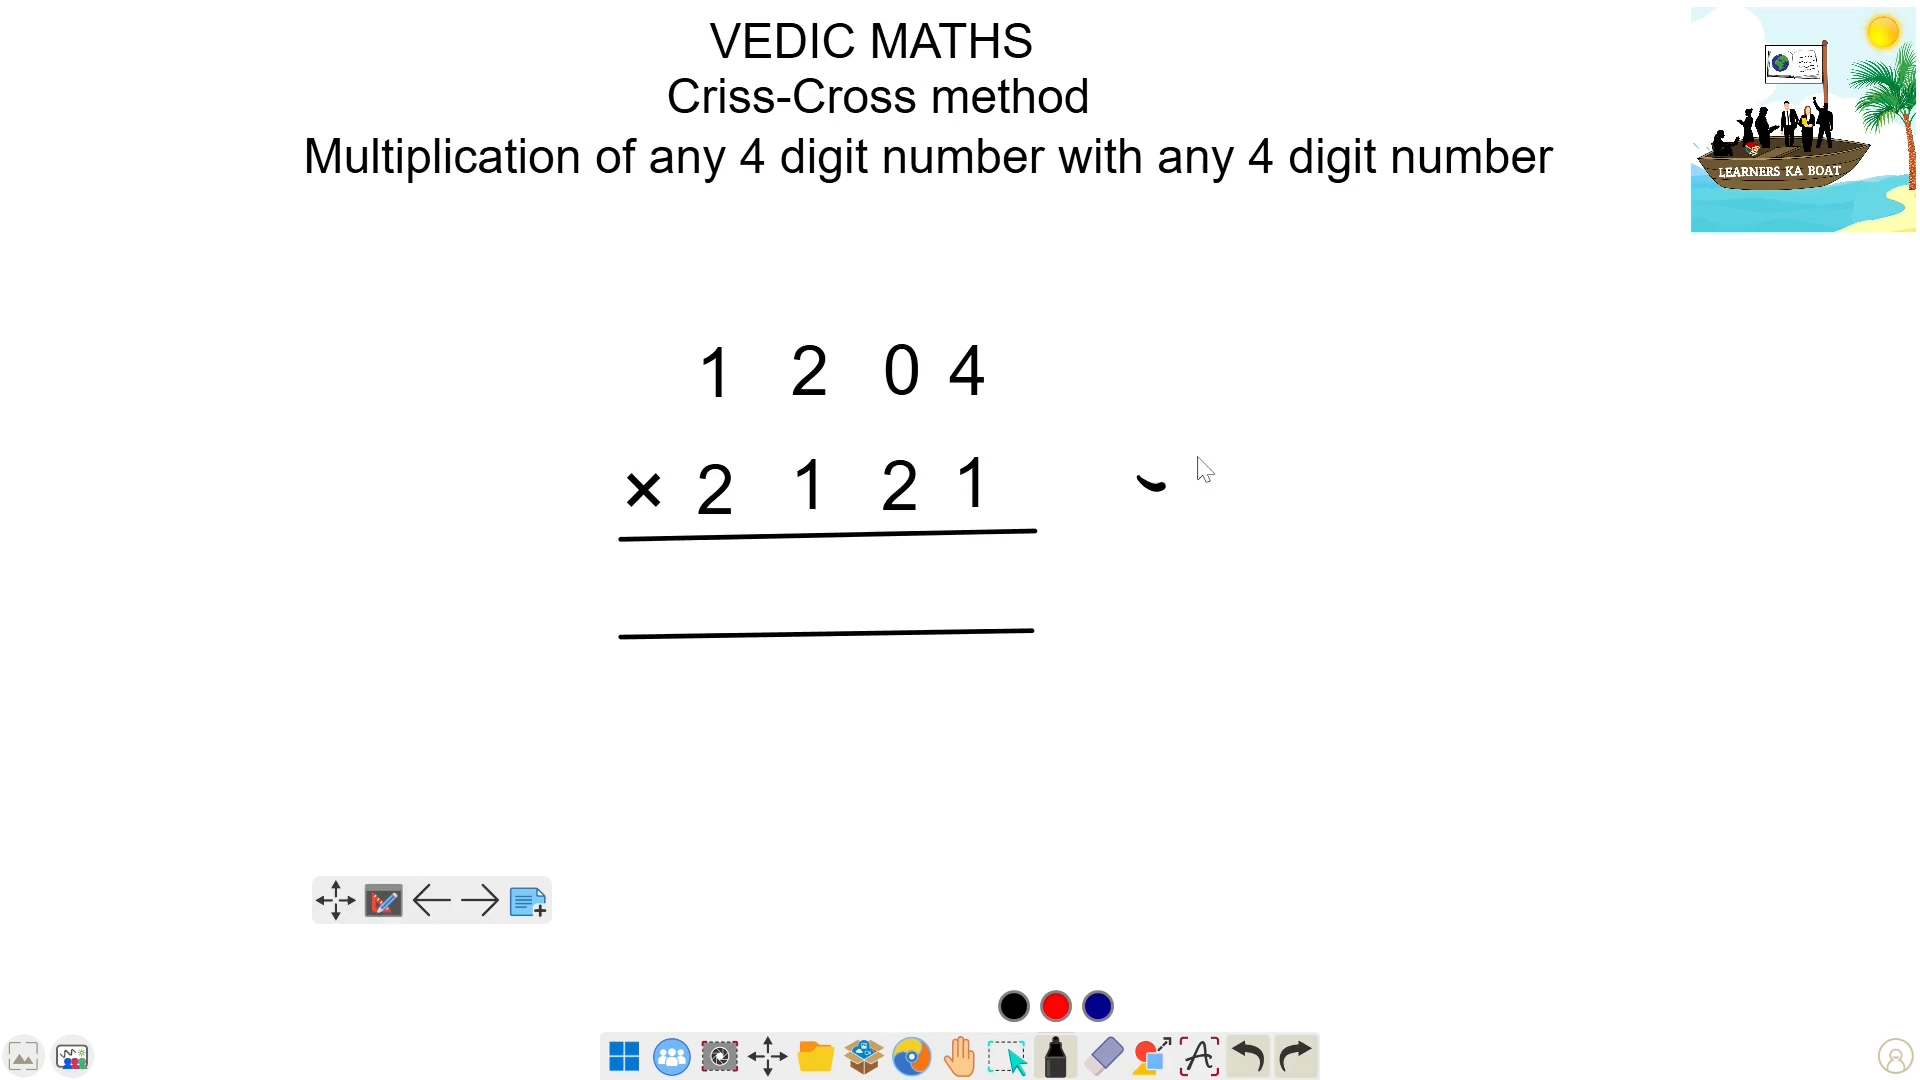 VEDIC MATHS
Criss-Cross method
Multiplication of any 4 digit number with any 4 digit number
LEARNERS KA BOAT
1 2 0 4
× 2 1 2 1